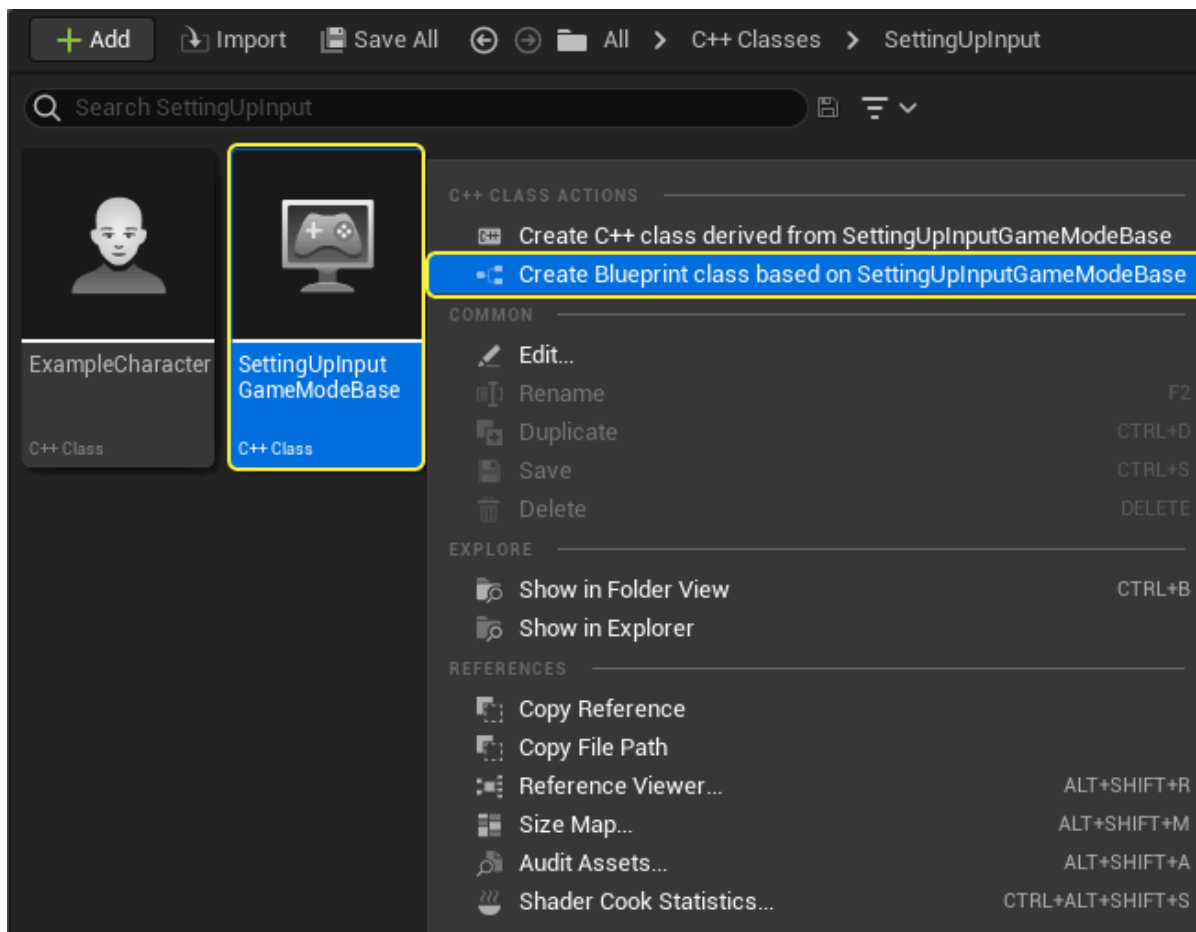 + Add Import Save All All > C++ Classes > SettingUpInput
Search SettingUpInput
C++ CLASS ACTIONS
Create C++ class derived from SettingUpInputGameModeBase
Create Blueprint class based on SettingUpInputGameModeBase
COMMON
Edit...
Rename F2
Duplicate CTRL+D
Save CTRL+S
Delete DELETE
EXPLORE
Show in Folder View CTRL+B
Show in Explorer
REFERENCES
Copy Reference
Copy File Path
Reference Viewer... ALT+SHIFT+R
Size Map... ALT+SHIFT+M
Audit Assets... ALT+SHIFT+A
Shader Cook Statistics... CTRL+ALT+SHIFT+S
ExampleCharacter
C++ Class
SettingUpInput
GameModeBase
C++ Class